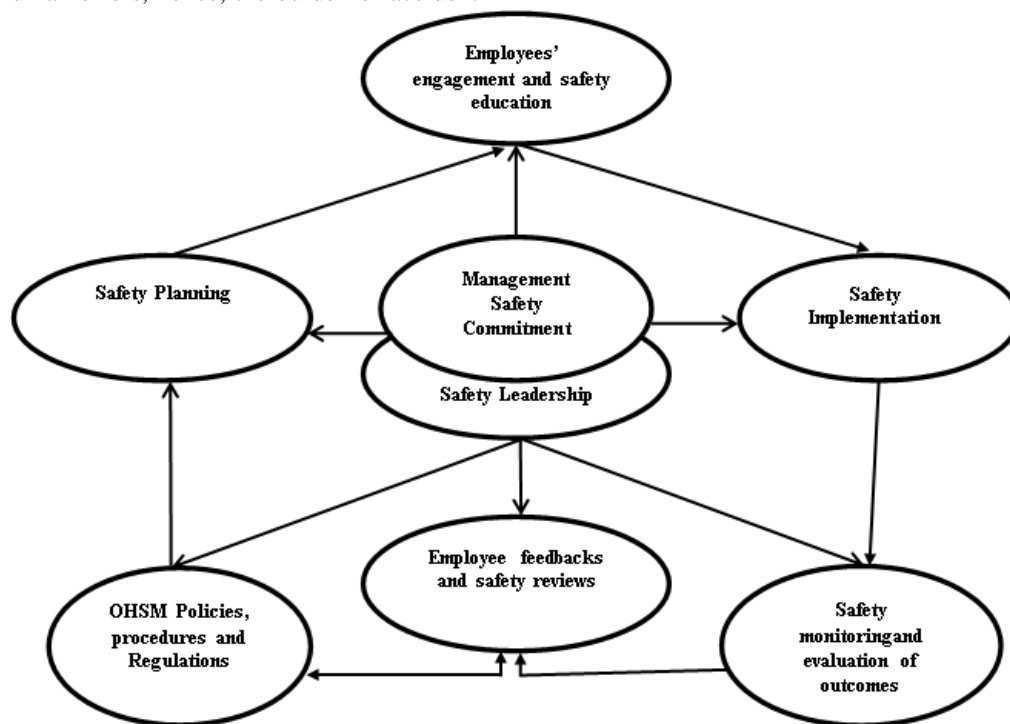 Employees'
engagement and safety
education
Safety Planning
Management
Safety
Commitment
Safety
Implementation
Safety Leadership
Employee feedbacks
and safety reviews
OHSM Policies,
procedures and
Regulations
Safety
monitoringand
evaluation of
outcomes